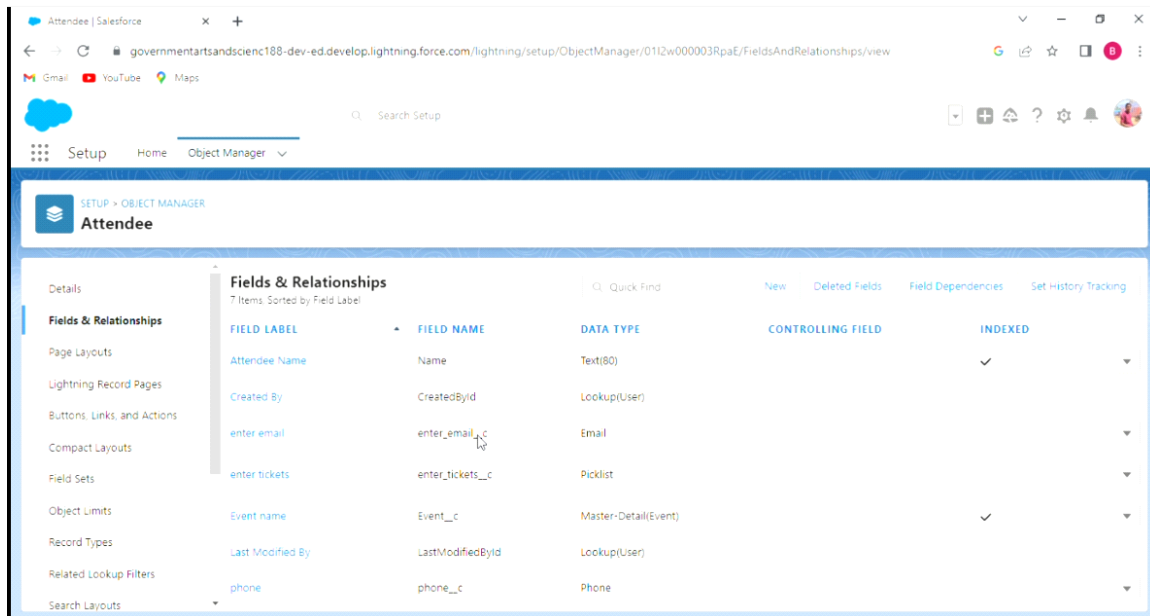 Attendee | Salesforce
governmentartsandscienc188-dev-ed.develop.lightning.force.com/lightning/setup/ObjectManager/01I2w000003RpaE/FieldsAndRelationships/view
G
B
Gmail YouTube Maps
Search Setup
Setup Home Object Manager
SETUP > OBJECT MANAGER
Attendee
Details
Fields & Relationships
Page Layouts
Lightning Record Pages
Buttons, Links, and Actions
Compact Layouts
Field Sets
Object Limits
Record Types
Related Lookup Filters
Search Layouts
Fields & Relationships
7 Items, Sorted by Field Label
Quick Find
New Deleted Fields Field Dependencies Set History Tracking
FIELD LABEL FIELD NAME DATA TYPE CONTROLLING FIELD INDEXED
Attendee Name Name Text(80)
Created By CreatedById Lookup(User)
enter email enter_email__c Email
enter tickets enter_tickets__c Picklist
Event name Event__c Master-Detail(Event)
Last Modified By LastModifiedById Lookup(User)
phone phone__c Phone